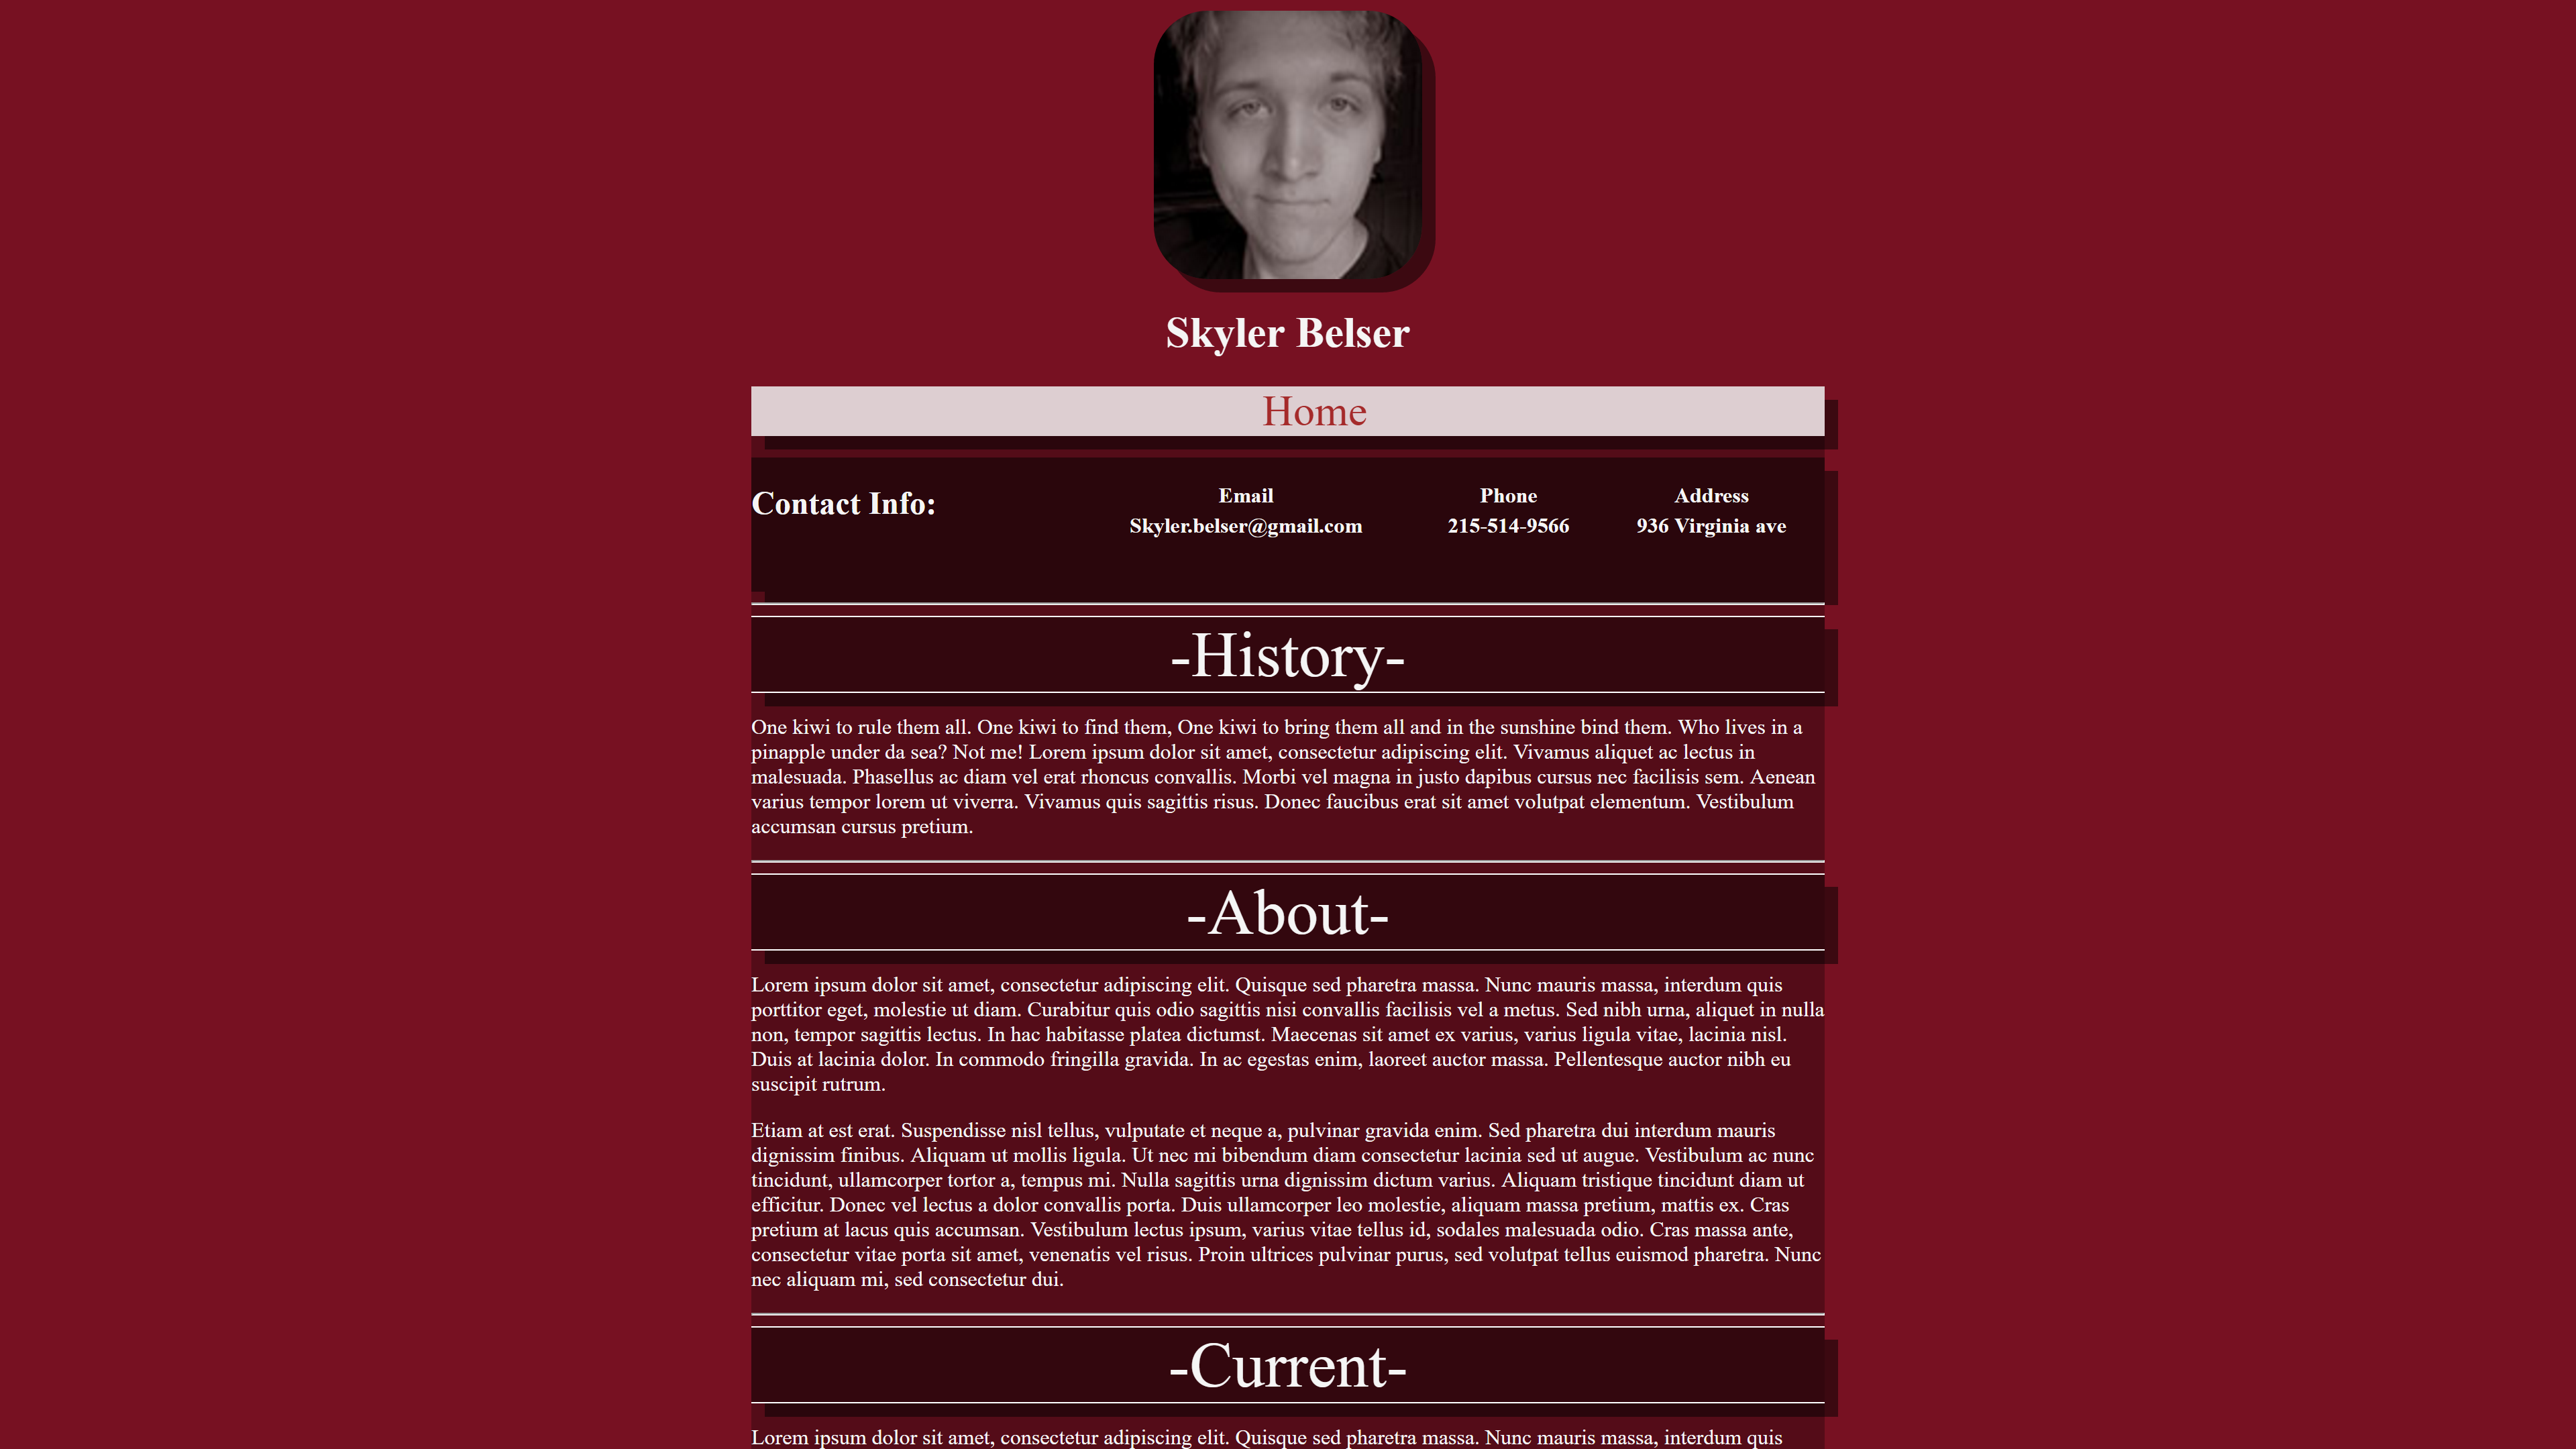 Skyler Belser
Home
Contact Info:
Email
Phone
Address
Skyler.belser@gmail.com
215-514-9566
936 Virginia ave
-History-
One kiwi to rule them all. One kiwi to find them, One kiwi to bring them all and in the sunshine bind them. Who lives in a
pinapple under da sea? Not me! Lorem ipsum dolor sit amet, consectetur adipiscing elit. Vivamus aliquet ac lectus in
malesuada. Phasellus ac diam vel erat rhoncus convallis. Morbi vel magna in justo dapibus cursus nec facilisis sem. Aenean
varius tempor lorem ut viverra. Vivamus quis sagittis risus. Donec faucibus erat sit amet volutpat elementum. Vestibulum
accumsan cursus pretium.
-About-
Lorem ipsum dolor sit amet, consectetur adipiscing elit. Quisque sed pharetra massa. Nunc mauris massa, interdum quis
porttitor eget, molestie ut diam. Curabitur quis odio sagittis nisi convallis facilisis vel a metus. Sed nibh urna, aliquet in nulla
non, tempor sagittis lectus. In hac habitasse platea dictumst. Maecenas sit amet ex varius, varius ligula vitae, lacinia nisl.
Duis at lacinia dolor. In commodo fringilla gravida. In ac egestas enim, laoreet auctor massa. Pellentesque auctor nibh eu
suscipit rutrum.
Etiam at est erat. Suspendisse nisl tellus, vulputate et neque a, pulvinar gravida enim. Sed pharetra dui interdum mauris
dignissim finibus. Aliquam ut mollis ligula. Ut nec mi bibendum diam consectetur lacinia sed ut augue. Vestibulum ac nunc
tincidunt, ullamcorper tortor a, tempus mi. Nulla sagittis urna dignissim dictum varius. Aliquam tristique tincidunt diam ut
efficitur. Donec vel lectus a dolor convallis porta. Duis ullamcorper leo molestie, aliquam massa pretium, mattis ex. Cras
pretium at lacus quis accumsan. Vestibulum lectus ipsum, varius vitae tellus id, sodales malesuada odio. Cras massa ante,
consectetur vitae porta sit amet, venenatis vel risus. Proin ultrices pulvinar purus, sed volutpat tellus euismod pharetra. Nunc
nec aliquam mi, sed consectetur dui.
-Current-
Lorem ipsum dolor sit amet, consectetur adipiscing elit. Quisque sed pharetra massa. Nunc mauris massa, interdum quis